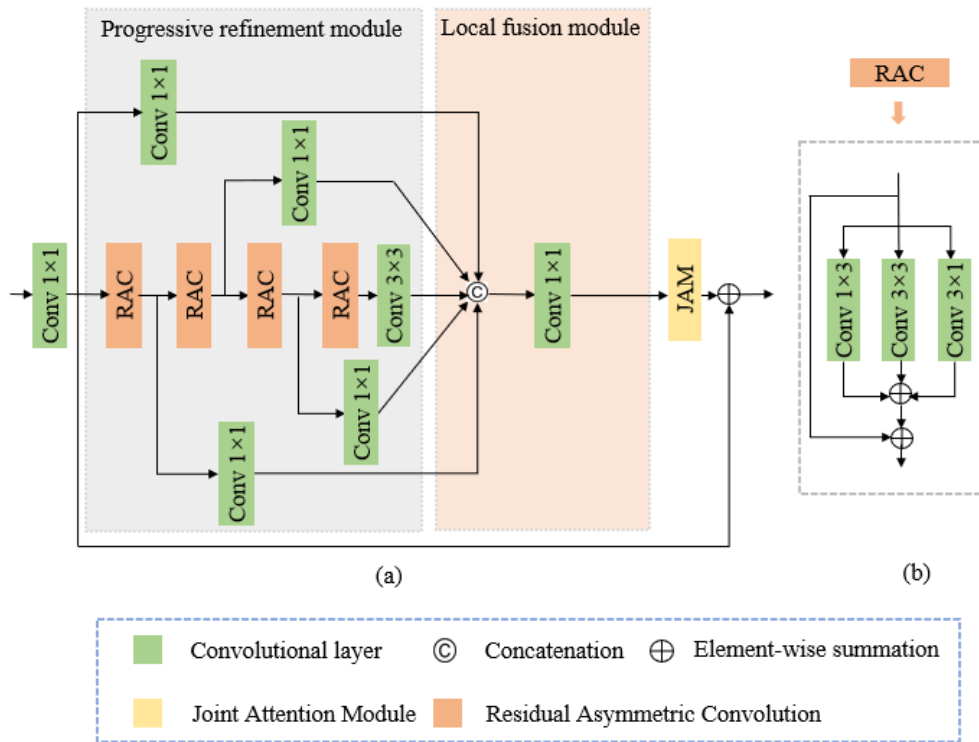 Progressive refinement module
Local fusion module
Conv 1×1
Conv 1×1
Conv 1×1
RAC
RAC
RAC
RAC
Conv 3×3
Conv 1×1
Conv 1×1
©
Conv 1×1
JAM
RAC
Conv 1×3
Conv 3×3
Conv 3×1
(a)
(b)
Convolutional layer
© Concatenation
Element-wise summation
Joint Attention Module
Residual Asymmetric Convolution